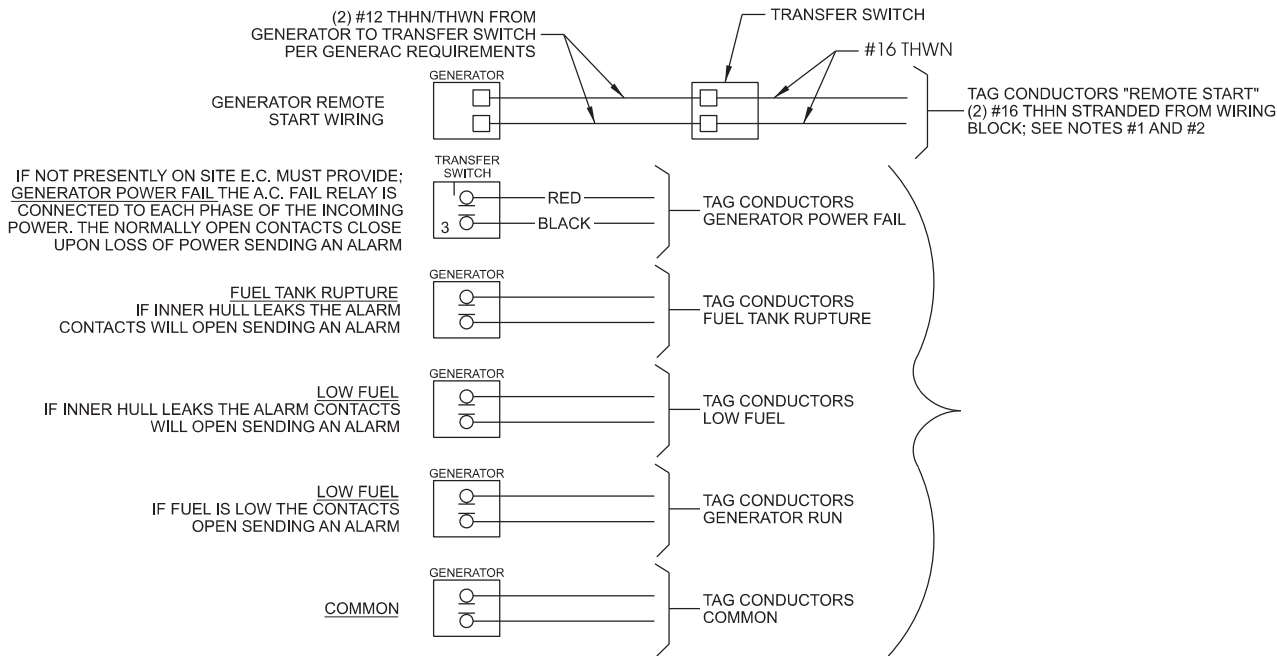 (2) #12 THHN/THWN FROM
GENERATOR TO TRANSFER SWITCH
PER GENERAC REQUIREMENTS
TRANSFER SWITCH
#16 THWN
GENERATOR REMOTE
START WIRING
GENERATOR
TAG CONDUCTORS "REMOTE START"
(2) #16 THHN STRANDED FROM WIRING
BLOCK; SEE NOTES #1 AND #2
IF NOT PRESENTLY ON SITE E.C. MUST PROVIDE;
GENERATOR POWER FAIL THE A.C. FAIL RELAY IS
CONNECTED TO EACH PHASE OF THE INCOMING
POWER. THE NORMALLY OPEN CONTACTS CLOSE
UPON LOSS OF POWER SENDING AN ALARM
TRANSFER
SWITCH
3
RED
BLACK
TAG CONDUCTORS
GENERATOR POWER FAIL
FUEL TANK RUPTURE
IF INNER HULL LEAKS THE ALARM
CONTACTS WILL OPEN SENDING AN ALARM
GENERATOR
TAG CONDUCTORS
FUEL TANK RUPTURE
LOW FUEL
IF INNER HULL LEAKS THE ALARM CONTACTS
WILL OPEN SENDING AN ALARM
GENERATOR
TAG CONDUCTORS
LOW FUEL
LOW FUEL
IF FUEL IS LOW THE CONTACTS
OPEN SENDING AN ALARM
GENERATOR
TAG CONDUCTORS
GENERATOR RUN
COMMON
GENERATOR
TAG CONDUCTORS
COMMON